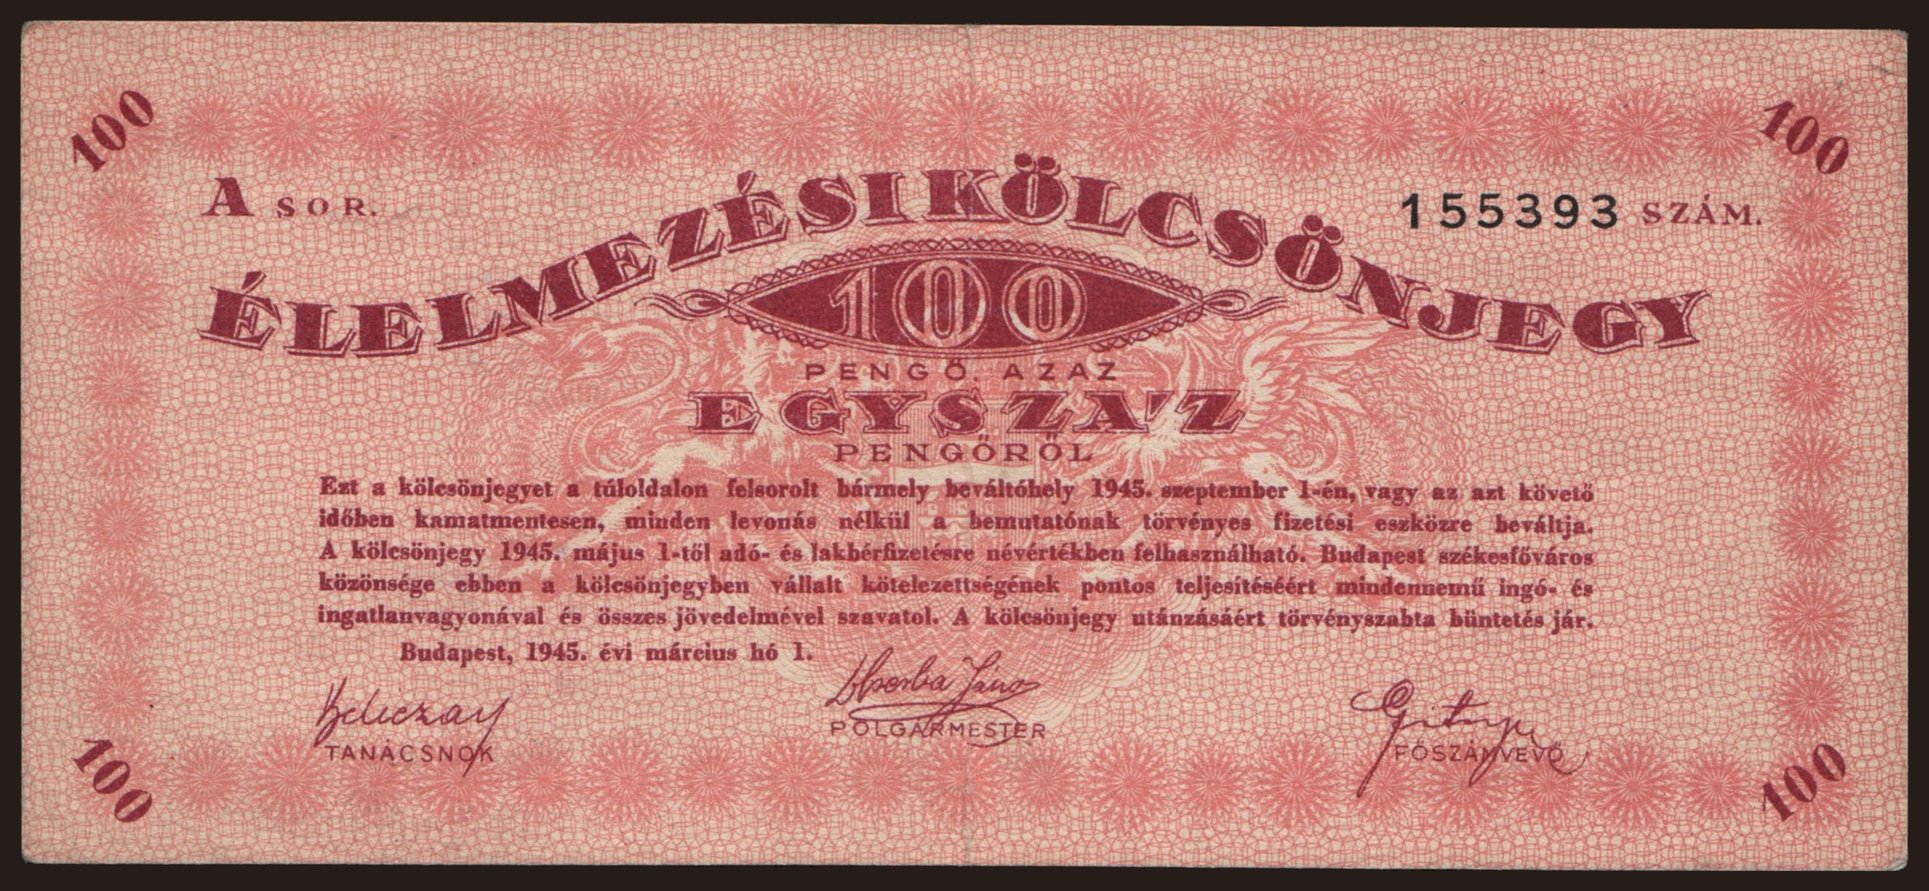 100
100
A SOR.
155393 SZÁM.
ÉLELMEZÉSI KÖLCSÖNJEGY
100
PENGŐ, AZAZ
EGYSZÁZ
PENGŐRŐL
Ezt a kölcsönjegyet a túloldalon felsorolt bármely beváltóhely 1945. szeptember 1-én, vagy az azt követő
időben kamatmentesen, minden levonás nélkül a bemutatónak törvényes fizetési eszközre beváltja.
A kölcsönjegy 1945. május 1-től adó- és lakbérfizetésre névértékben felhasználható. Budapest székesfőváros
közönsége ebben a kölcsönjegyben vállalt kötelezettségének pontos teljesítéséért mindennemű ingó- és
ingatlanvagyonával és összes jövedelmével szavatol. A kölcsönjegy utánzásáért törvényszabta büntetés jár.
Budapest, 1945. évi március hó 1.
Beliczay
Csorba János
TANÁCSNOK
POLGÁRMESTER
FŐSZÁMVEVŐ
100
100